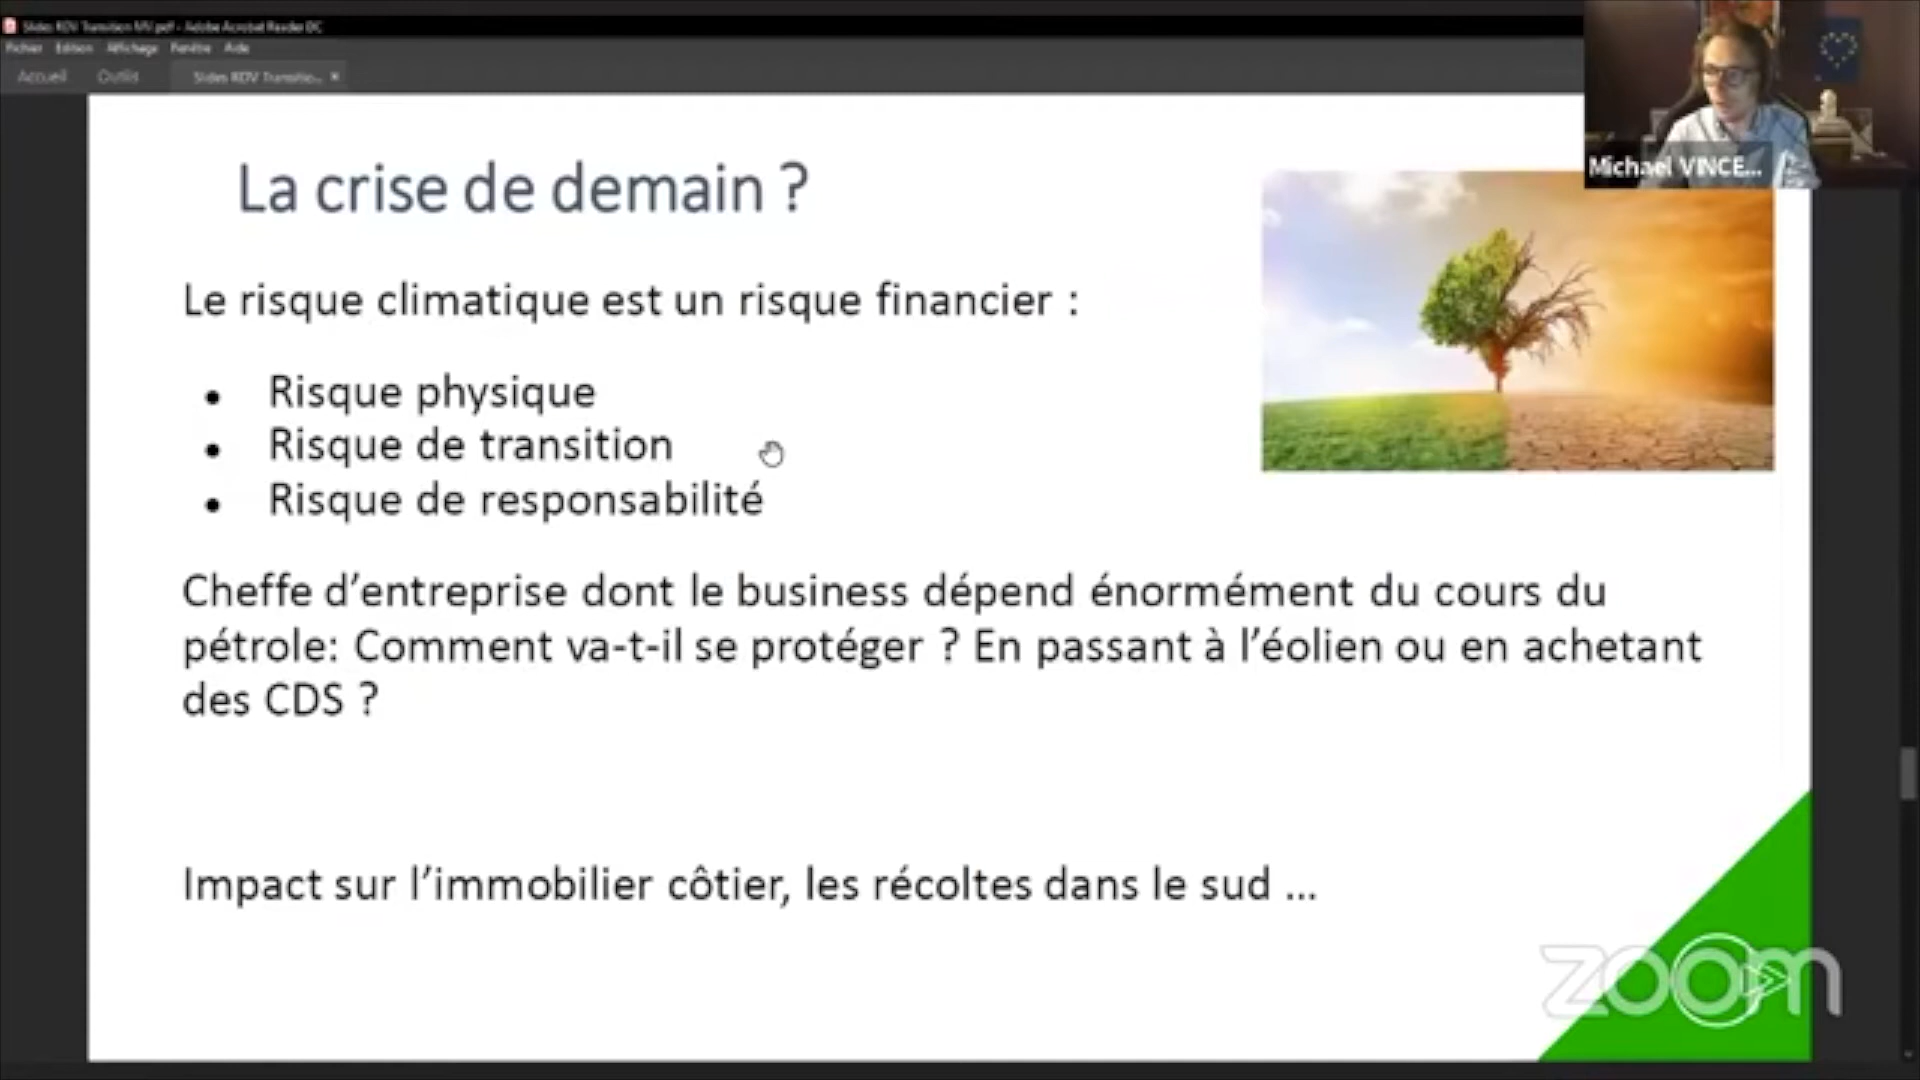 Slides RDV Transition MV.pdf - Adobe Acrobat Reader DC
Fichier Edition Affichage Fenêtre Aide
Accueil Outils Slides RDV Transitio... ×
Michael VINCE...
La crise de demain ?
Le risque climatique est un risque financier :
• Risque physique
• Risque de transition
• Risque de responsabilité
Cheffe d’entreprise dont le business dépend énormément du cours du
pétrole: Comment va-t-il se protéger ? En passant à l’éolien ou en achetant
des CDS ?
Impact sur l’immobilier côtier, les récoltes dans le sud ...
zoom